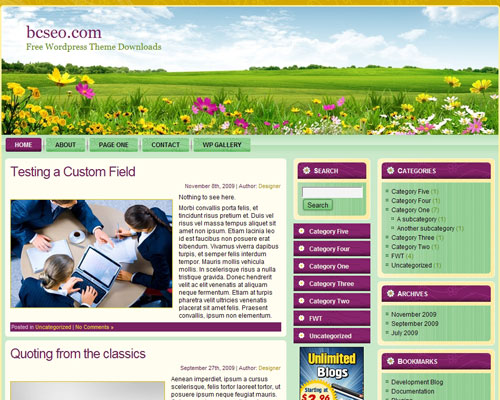 bcseo.com
Free Wordpress Theme Downloads
HOME
ABOUT
PAGE ONE
CONTACT
WP GALLERY
Testing a Custom Field
November 8th, 2009 | Author: Designer
Nothing to see here.
Morbi convallis porta felis, et
tincidunt risus pretium et. Duis vel
risus vel massa tempus aliquet sit
amet non ipsum. Etiam lacinia leo
id est faucibus non posuere erat
bibendum. Vivamus viverra dapibus
turpis, et semper felis interdum
tempor. Mauris mollis vehicula
mollis. In scelerisque risus a nulla
tristique gravida. Donec hendrerit
velit ac elit venenatis at aliquam
neque fermentum. Etiam at turpis
pharetra velit ultricies venenatis
placerat sit amet felis. Praesent
convallis, ipsum non elementum.
Posted in Uncategorized | No Comments »
Quoting from the classics
September 27th, 2009 | Author: Designer
Aenean imperdiet, ipsum a cursus
scelerisque, felis tortor laoreet tortor, ut
posuere ipsum neque feugiat mauris.
SEARCH
Search
Category Five
Category Four
Category One
Category Three
Category Two
FWT
Uncategorized
Unlimited
Blogs
Starting at
CATEGORIES
Category Five (1)
Category Four (1)
Category One (7)
A subcategory (1)
Another subcategory (1)
Category Three (1)
Category Two (1)
FWT (4)
Uncategorized (1)
ARCHIVES
November 2009
September 2009
July 2009
BOOKMARKS
Development Blog
Documentation